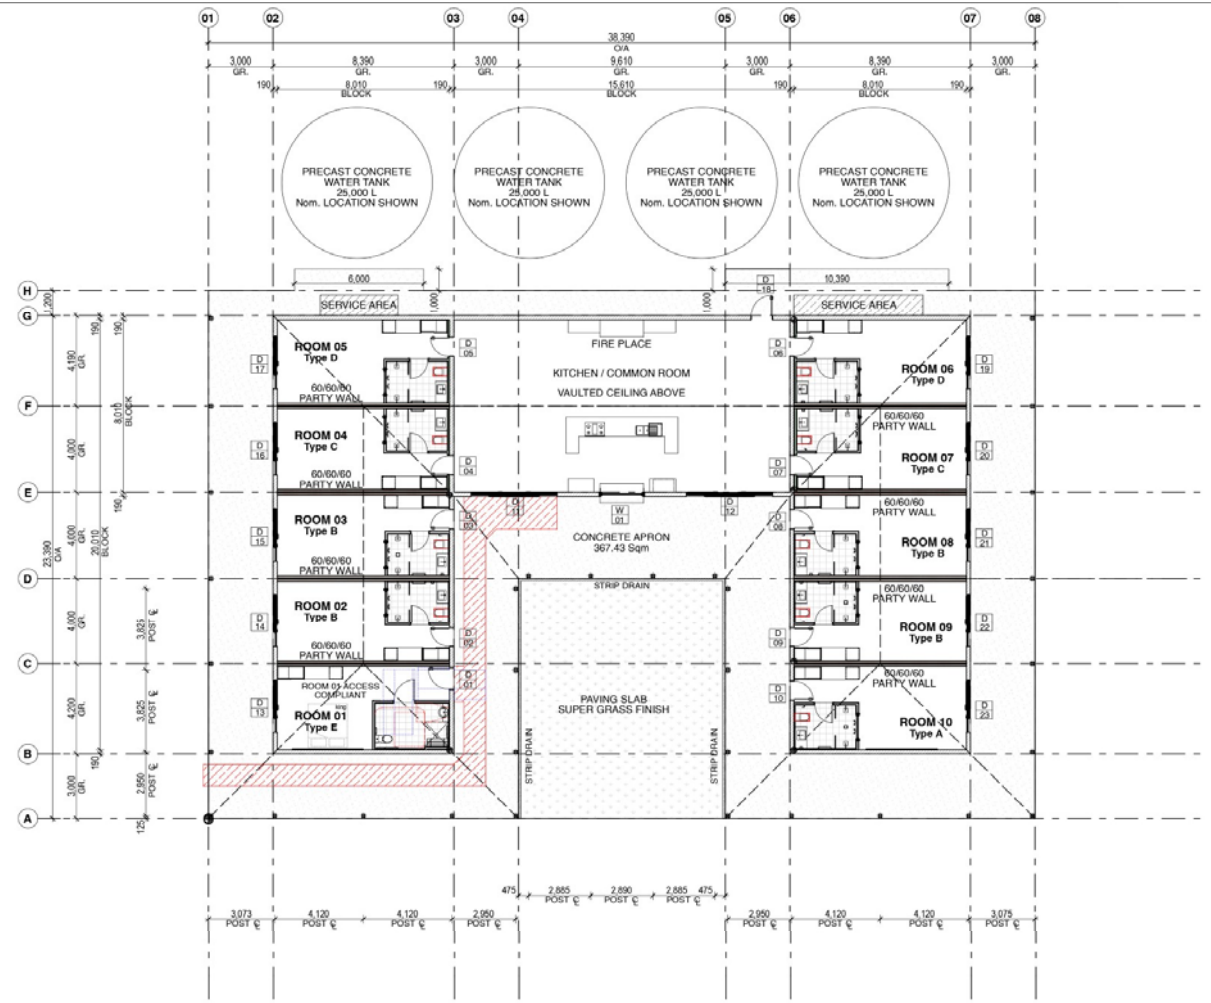 01 02 03 04 05 06 07 08
38,390
O/A
3,000 8,390 3,000 9,610 3,000 8,390 3,000
GR. GR. GR. GR. GR. GR. GR.
190 8,010 190 15,610 190 8,010 190
BLOCK BLOCK BLOCK
PRECAST CONCRETE
WATER TANK
25,000 L
Nom. LOCATION SHOWN
PRECAST CONCRETE
WATER TANK
25,000 L
Nom. LOCATION SHOWN
PRECAST CONCRETE
WATER TANK
25,000 L
Nom. LOCATION SHOWN
PRECAST CONCRETE
WATER TANK
25,000 L
Nom. LOCATION SHOWN
6,000
1,000
1,000
10,390
D
18
H
G
F
E
D
C
B
A
1,200
190
190
4,190
GR.
8,010
BLOCK
4,000
GR.
190
4,000
GR.
23,390
O/A
20,010
BLOCK
4,000
GR.
3,825
POST ℄
4,200
GR.
3,825
POST ℄
190
3,000
GR.
2,950
POST ℄
125
SERVICE AREA
SERVICE AREA
ROOM 05
Type D
60/60/60
PARTY WALL
D
17
D
05
ROOM 04
Type C
60/60/60
PARTY WALL
D
16
D
04
ROOM 03
Type B
60/60/60
PARTY WALL
D
15
D
03
ROOM 02
Type B
60/60/60
PARTY WALL
D
14
D
02
ROOM 01 ACCESS
COMPLIANT
king
ROOM 01
Type E
D
13
D
01
FIRE PLACE
KITCHEN / COMMON ROOM
VAULTED CEILING ABOVE
D
11
W
01
D
12
CONCRETE APRON
367.43 Sqm
STRIP DRAIN
PAVING SLAB
SUPER GRASS FINISH
STRIP DRAIN
STRIP DRAIN
D
06
ROOM 06
Type D
D
19
60/60/60
PARTY WALL
D
07
ROOM 07
Type C
D
20
60/60/60
PARTY WALL
D
08
ROOM 08
Type B
D
21
60/60/60
PARTY WALL
D
09
ROOM 09
Type B
D
22
60/60/60
PARTY WALL
D
10
ROOM 10
Type A
D
23
475 2,885 2,890 2,885 475
POST ℄ POST ℄ POST ℄
3,073 4,120 4,120 2,950 2,950 4,120 4,120 3,075
POST ℄ POST ℄ POST ℄ POST ℄ POST ℄ POST ℄ POST ℄ POST ℄